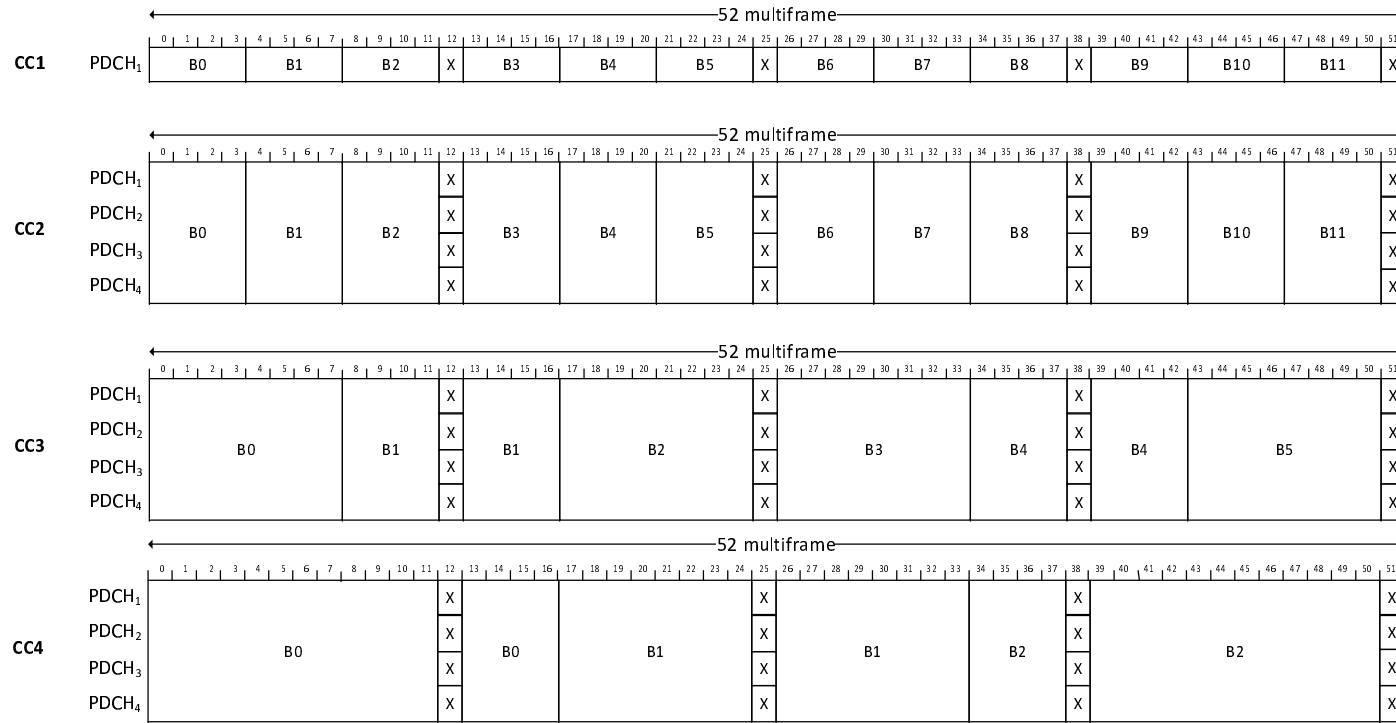 52 multiframe
0 1 2 3 4 5 6 7 8 9 10 11 12 13 14 15 16 17 18 19 20 21 22 23 24 25 26 27 28 29 30 31 32 33 34 35 36 37 38 39 40 41 42 43 44 45 46 47 48 49 50 51
CC1 PDCH1 B0 B1 B2 X B3 B4 B5 X B6 B7 B8 X B9 B10 B11 X
52 multiframe
0 1 2 3 4 5 6 7 8 9 10 11 12 13 14 15 16 17 18 19 20 21 22 23 24 25 26 27 28 29 30 31 32 33 34 35 36 37 38 39 40 41 42 43 44 45 46 47 48 49 50 51
PDCH1 X X X X
PDCH2 X X X X
CC2 B0 B1 B2 B3 B4 B5 B6 B7 B8 B9 B10 B11
PDCH3 X X X X
PDCH4 X X X X
52 multiframe
0 1 2 3 4 5 6 7 8 9 10 11 12 13 14 15 16 17 18 19 20 21 22 23 24 25 26 27 28 29 30 31 32 33 34 35 36 37 38 39 40 41 42 43 44 45 46 47 48 49 50 51
PDCH1 X X X X
PDCH2 X X X X
CC3 B0 B1 B1 B2 B3 B4 B4 B5
PDCH3 X X X X
PDCH4 X X X X
52 multiframe
0 1 2 3 4 5 6 7 8 9 10 11 12 13 14 15 16 17 18 19 20 21 22 23 24 25 26 27 28 29 30 31 32 33 34 35 36 37 38 39 40 41 42 43 44 45 46 47 48 49 50 51
PDCH1 X X X X
PDCH2 X X X X
CC4 B0 B0 B1 B1 B2 B2
PDCH3 X X X X
PDCH4 X X X X